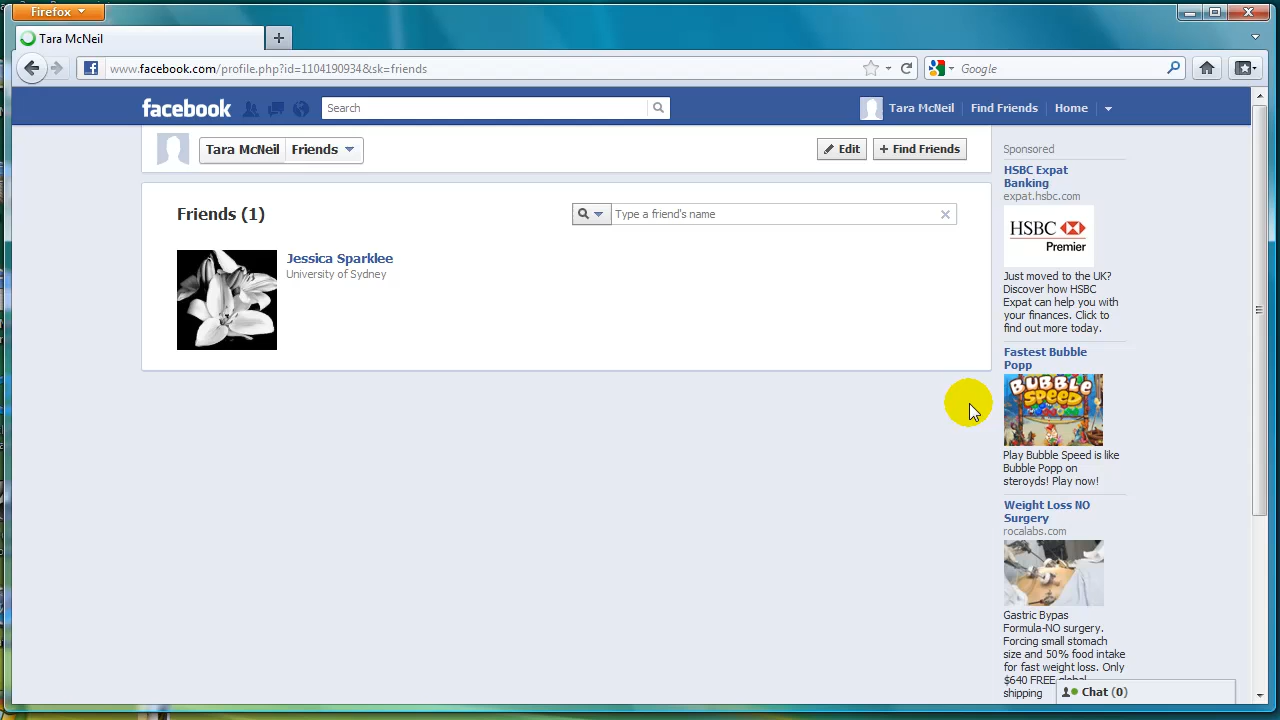 Firefox
Tara McNeil
www.facebook.com/profile.php?id=1104190934&sk=friends
Google
facebook
Search
Tara McNeil
Find Friends
Home
Tara McNeil
Friends
Edit
+ Find Friends
Friends (1)
Type a friend's name
Jessica Sparklee
University of Sydney
Sponsored
HSBC Expat
Banking
expat.hsbc.com
HSBC
Premier
Just moved to the UK?
Discover how HSBC
Expat can help you with
your finances. Click to
find out more today.
Fastest Bubble
Popp
BUBBLE
SPEED
Play Bubble Speed is like
Bubble Popp on
steroyds! Play now!
Weight Loss NO
Surgery
rocalabs.com
Gastric Bypas
Formula-NO surgery.
Forcing small stomach
size and 50% food intake
for fast weight loss. Only
$640 FREE global
shipping
Chat (0)